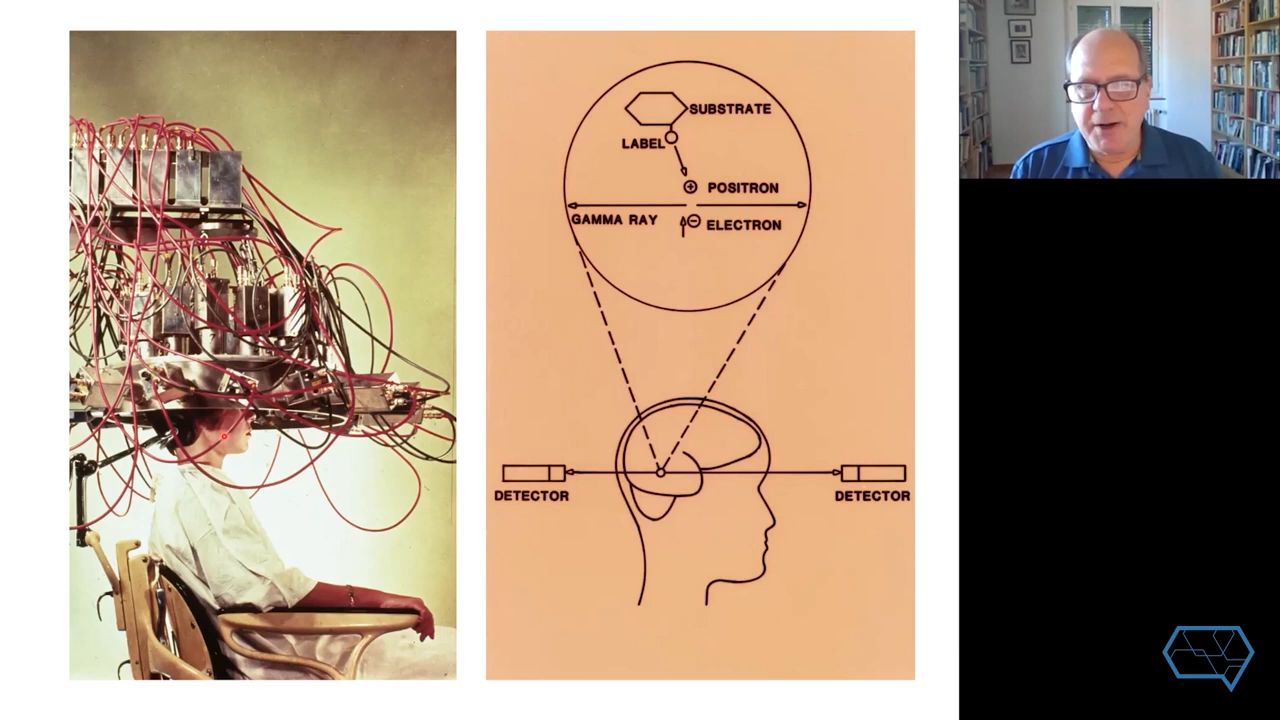 SUBSTRATE
LABEL
POSITRON
GAMMA RAY
ELECTRON
DETECTOR
DETECTOR